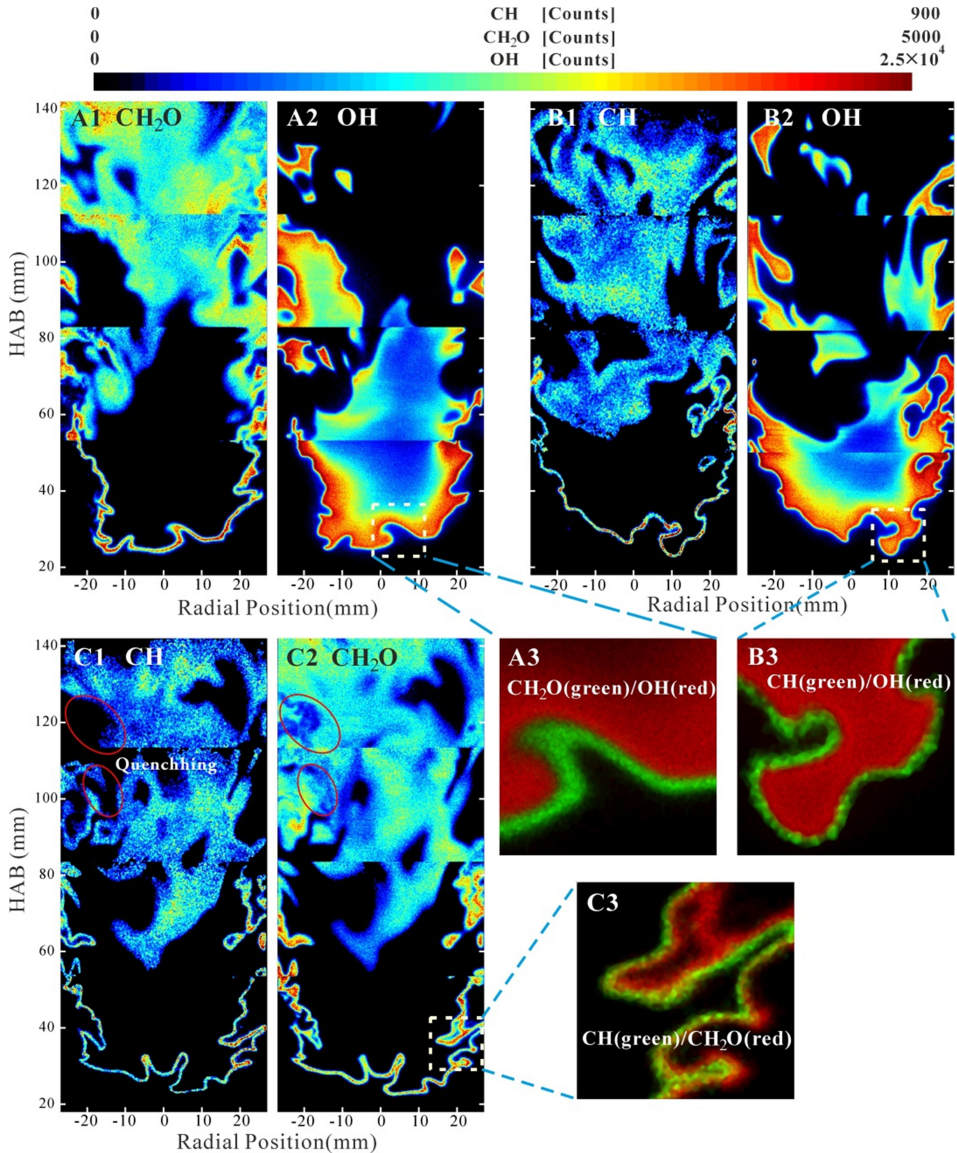 0 CH [Counts] 900
0 CH₂O [Counts] 5000
0 OH [Counts] 2.5×10⁴
A1 CH₂O
A2 OH
B1 CH
B2 OH
HAB (mm)
140
120
100
80
60
40
20
-20 -10 0 10 20
-20 -10 0 10 20
-20 -10 0 10 20
-20 -10 0 10 20
Radial Position(mm)
Radial Position(mm)
C1 CH
C2 CH₂O
Quenchhing
A3
CH₂O(green)/OH(red)
B3
CH(green)/OH(red)
C3
CH(green)/CH₂O(red)
HAB (mm)
140
120
100
80
60
40
20
-20 -10 0 10 20
-20 -10 0 10 20
Radial Position(mm)